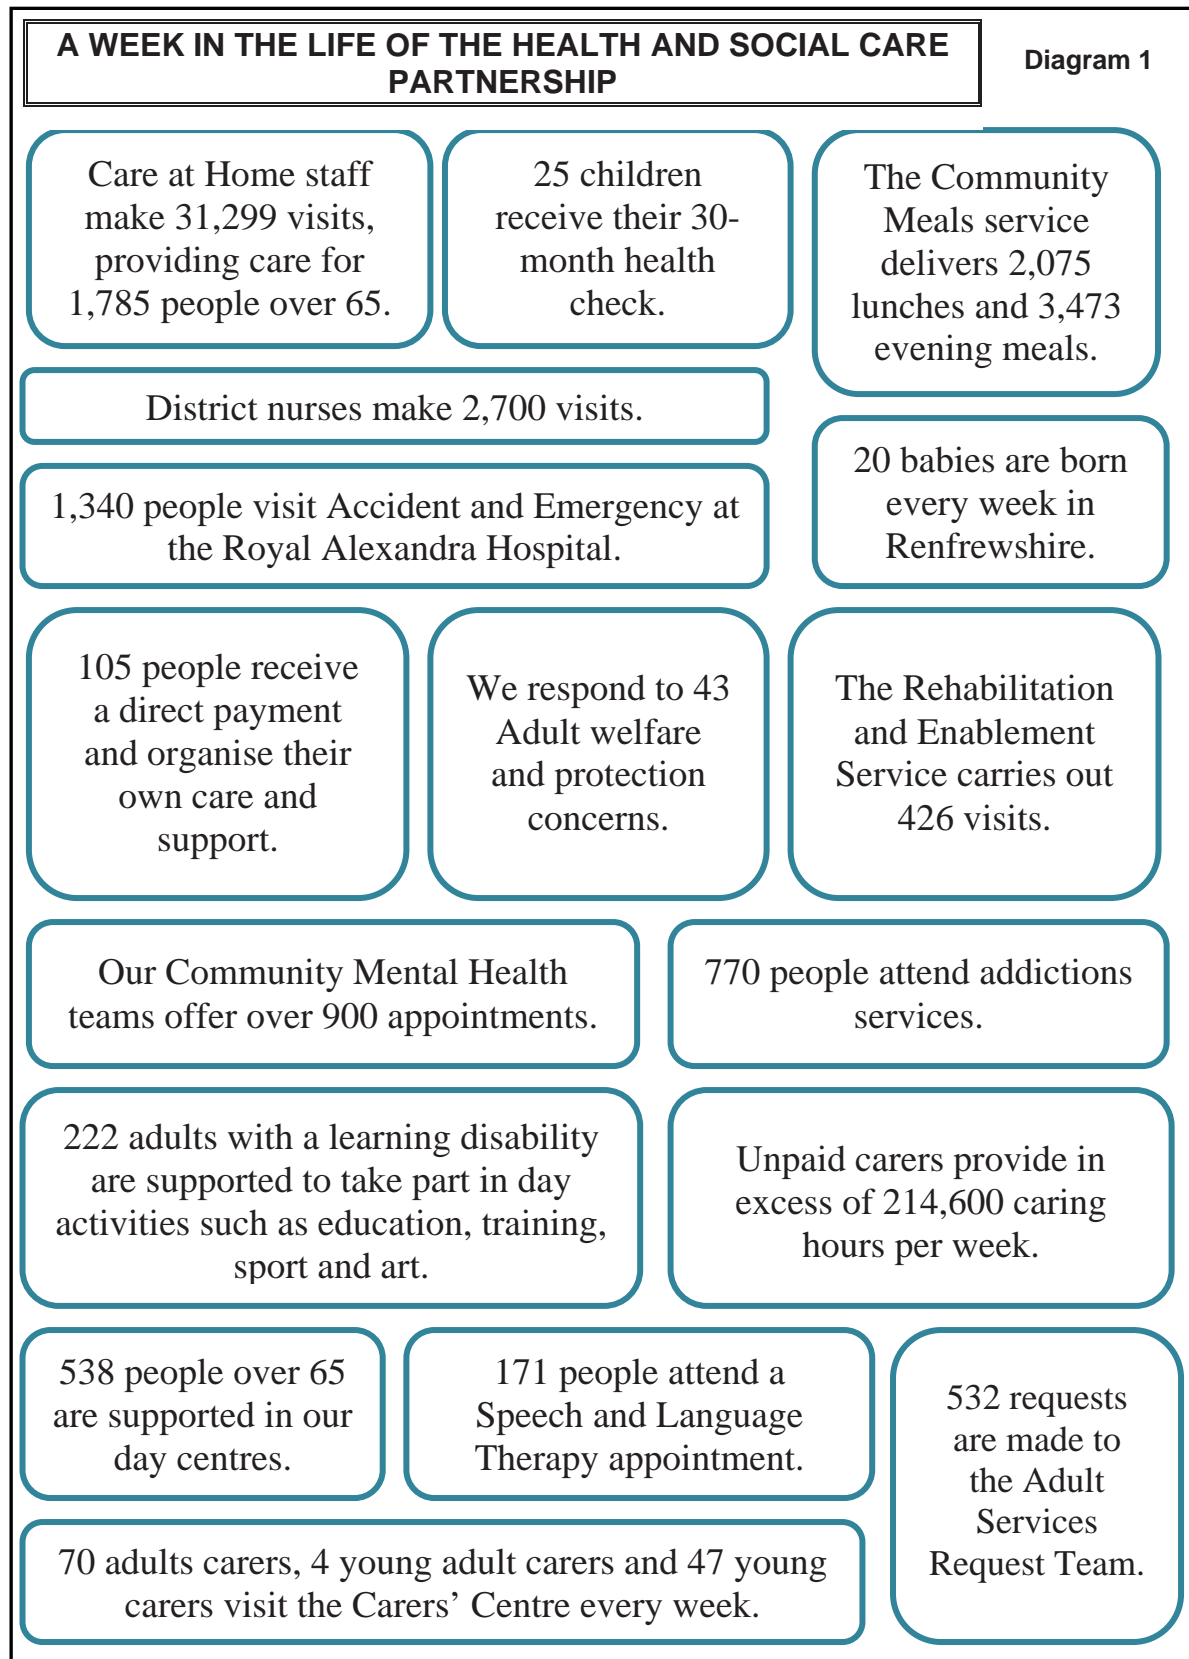 A WEEK IN THE LIFE OF THE HEALTH AND SOCIAL CARE
PARTNERSHIP
Diagram 1
Care at Home staff
make 31,299 visits,
providing care for
1,785 people over 65.
25 children
receive their 30-
month health
check.
The Community
Meals service
delivers 2,075
lunches and 3,473
evening meals.
District nurses make 2,700 visits.
20 babies are born
every week in
Renfrewshire.
1,340 people visit Accident and Emergency at
the Royal Alexandra Hospital.
105 people receive
a direct payment
and organise their
own care and
support.
We respond to 43
Adult welfare
and protection
concerns.
The Rehabilitation
and Enablement
Service carries out
426 visits.
Our Community Mental Health
teams offer over 900 appointments.
770 people attend addictions
services.
222 adults with a learning disability
are supported to take part in day
activities such as education, training,
sport and art.
Unpaid carers provide in
excess of 214,600 caring
hours per week.
538 people over 65
are supported in our
day centres.
171 people attend a
Speech and Language
Therapy appointment.
532 requests
are made to
the Adult
Services
Request Team.
70 adults carers, 4 young adult carers and 47 young
carers visit the Carers’ Centre every week.